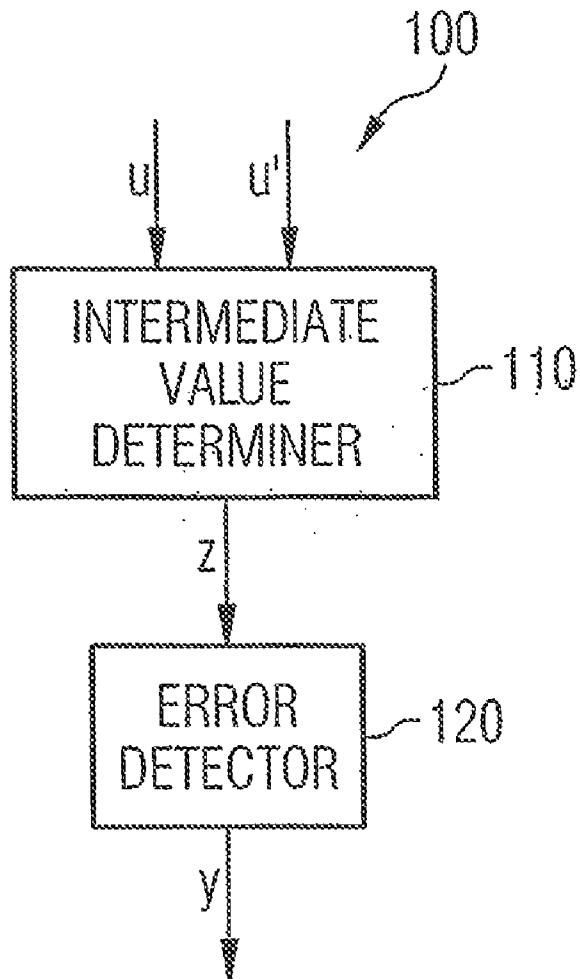 100
u u'
INTERMEDIATE
VALUE
DETERMINER
110
z
ERROR
DETECTOR
120
y